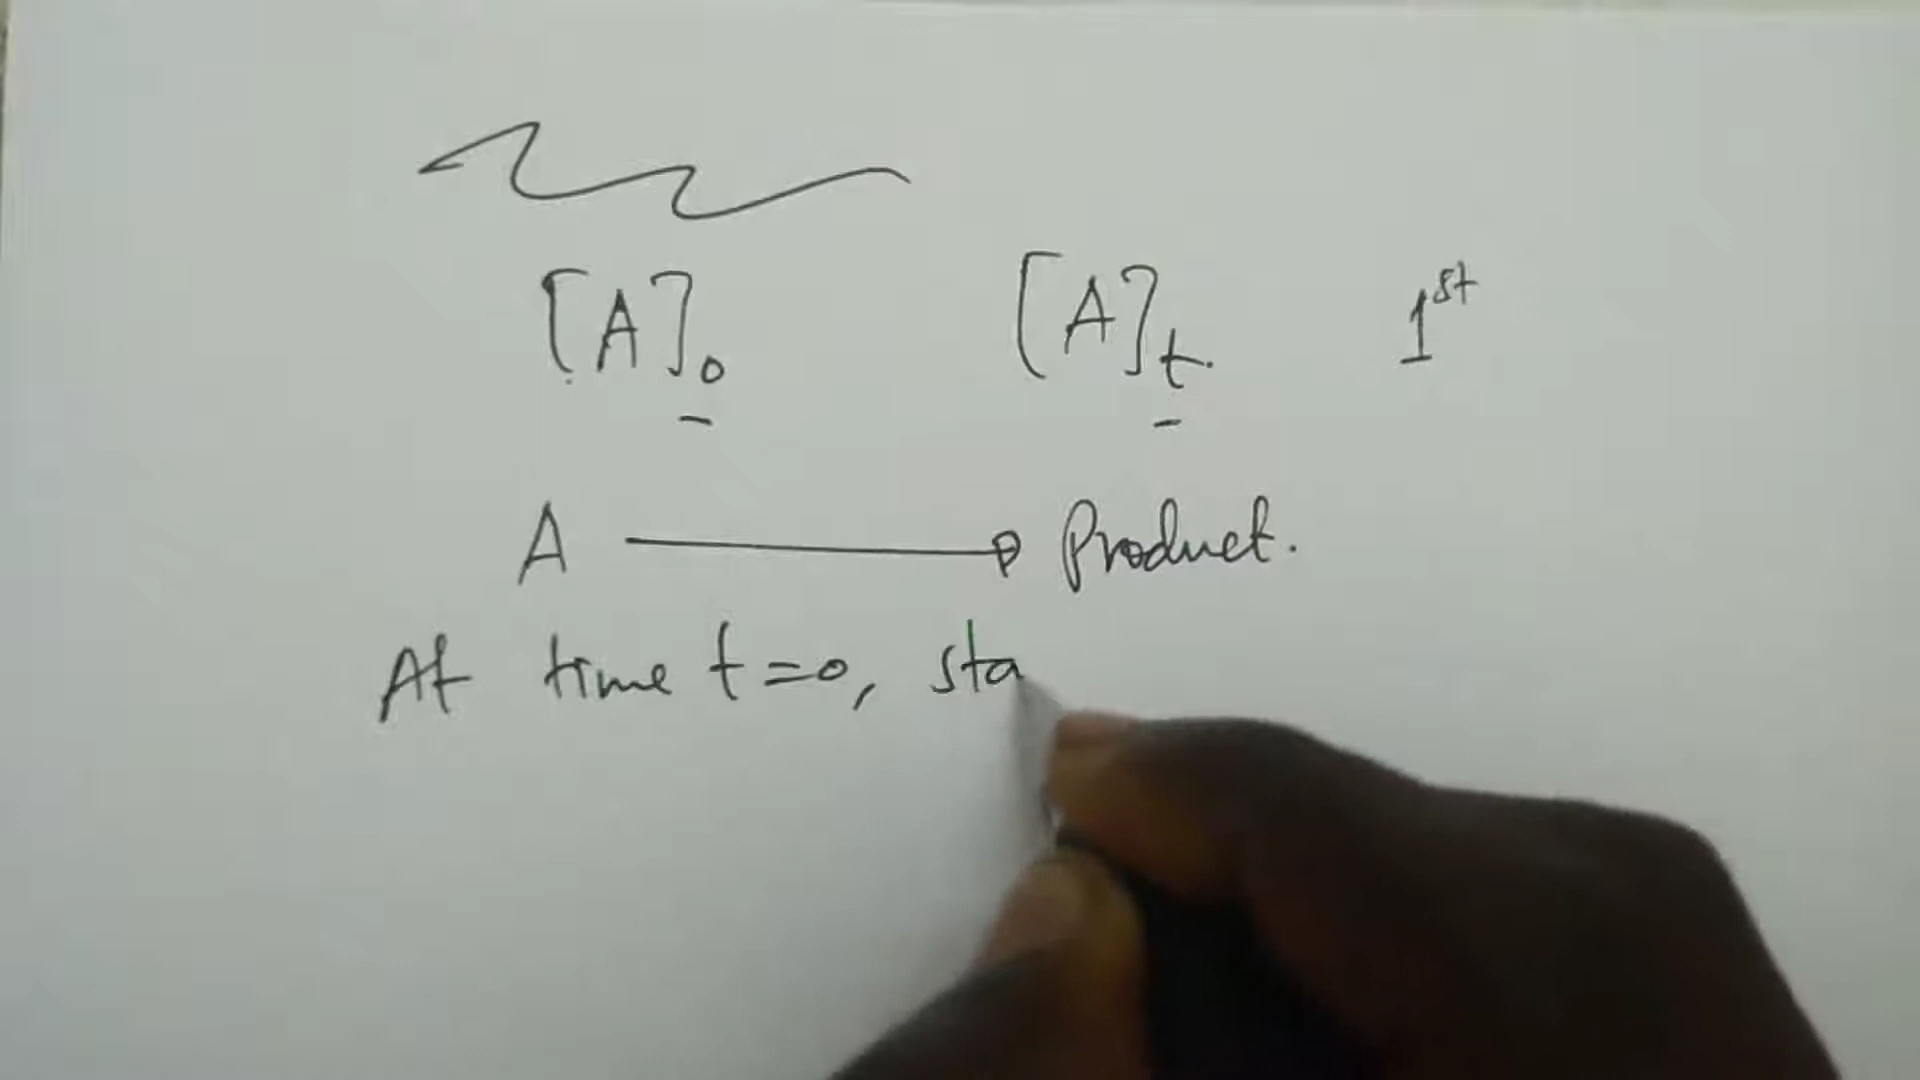 [A]₀ [A]ₜ. 1ˢᵗ
A → Product.
At time t=0, sta